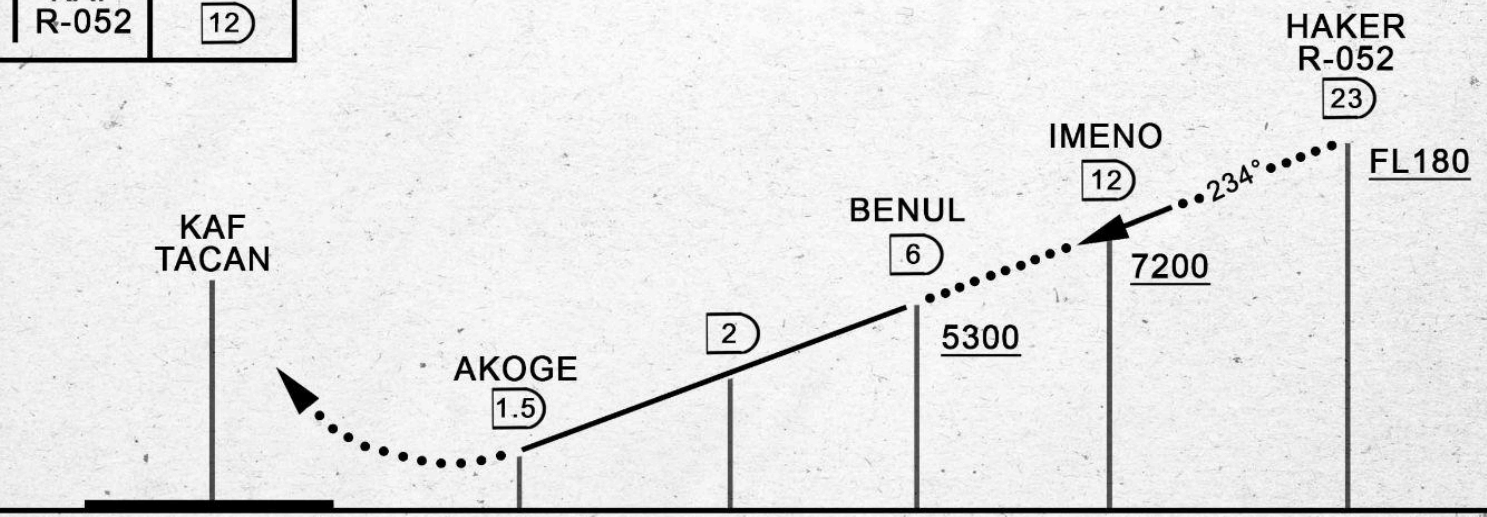 R-052
12
HAKER
R-052
23
IMENO
12
234°
FL180
BENUL
6
7200
KAF
TACAN
2
5300
AKOGE
1.5